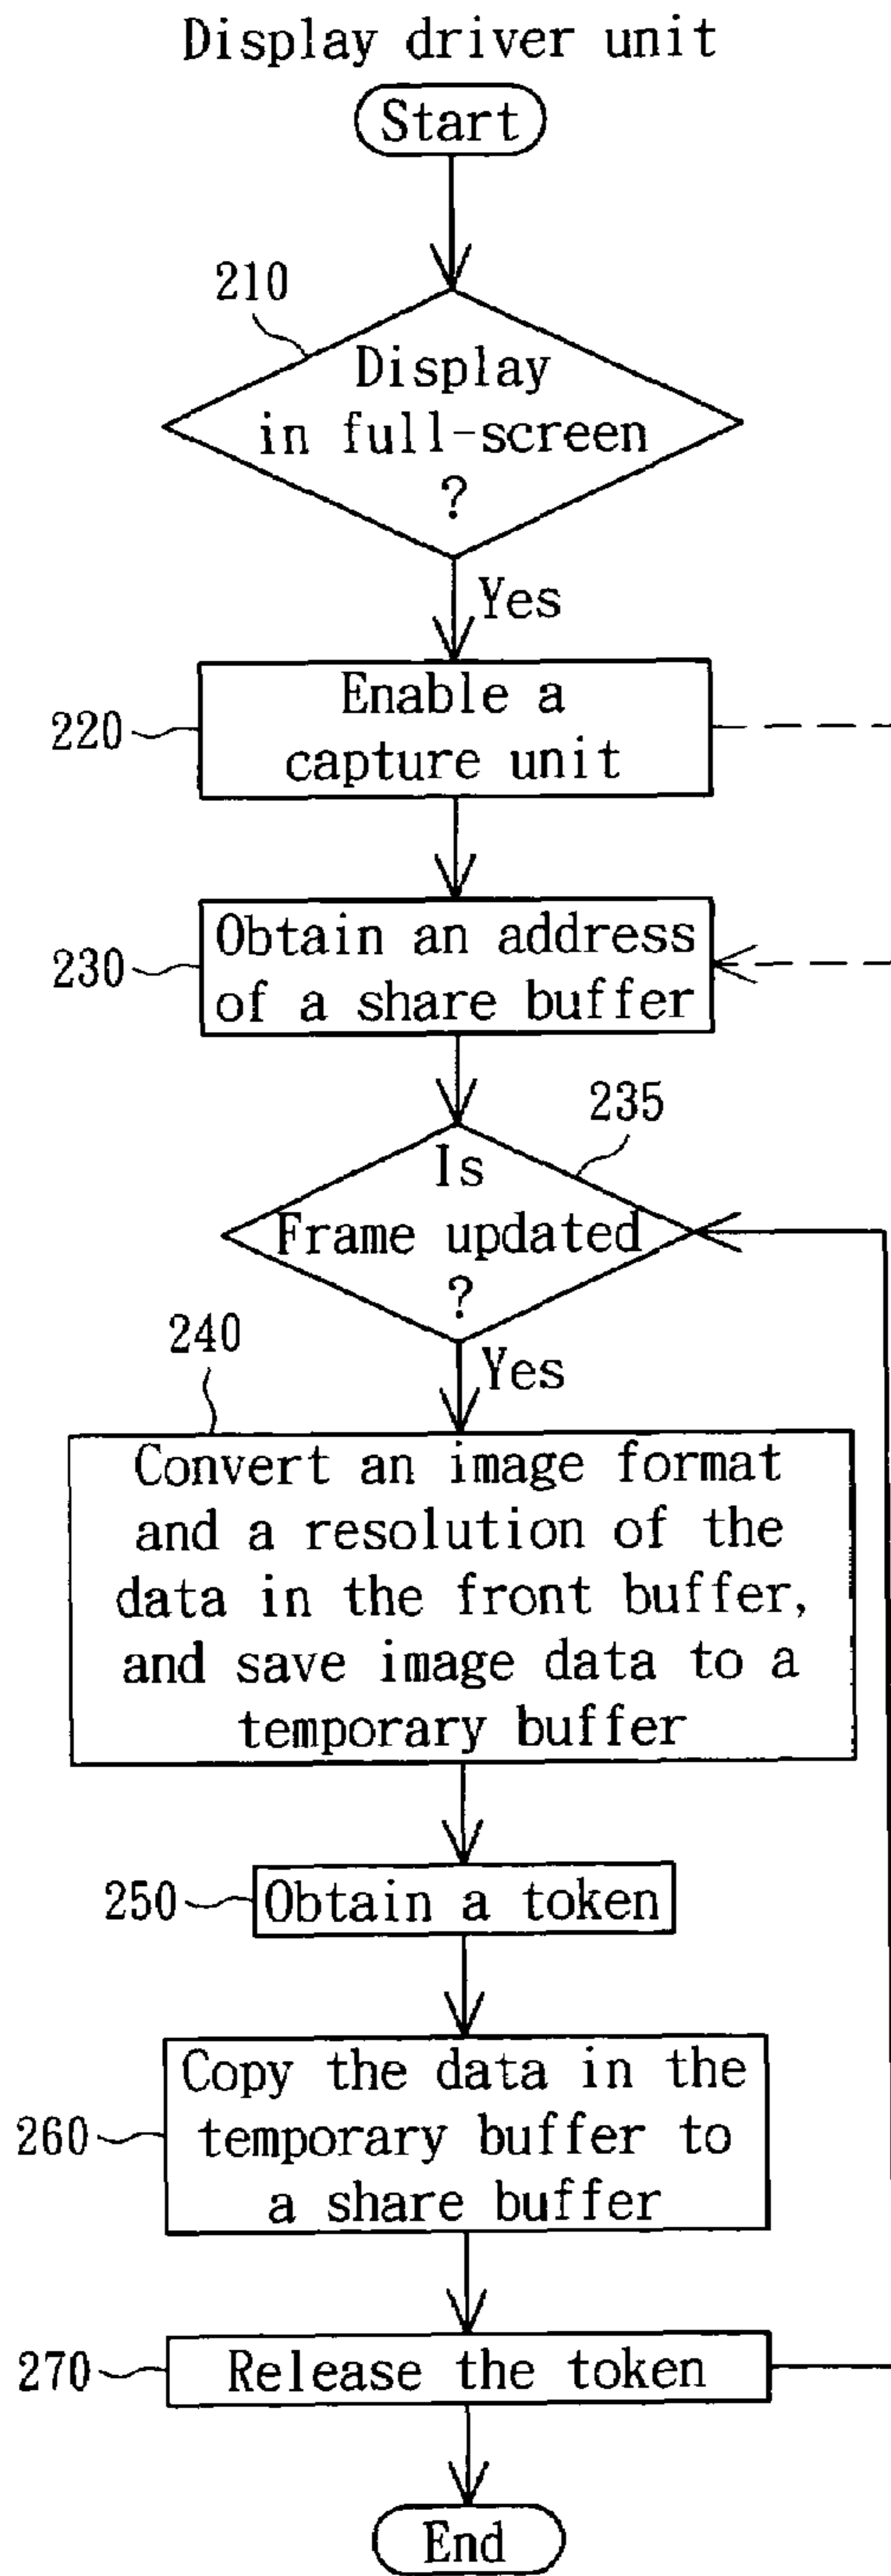 Display driver unit
Start
210
Display
in full-screen
?
Yes
220
Enable a
capture unit
230
Obtain an address
of a share buffer
235
Is
Frame updated
?
Yes
240
Convert an image format
and a resolution of the
data in the front buffer,
and save image data to a
temporary buffer
250
Obtain a token
260
Copy the data in the
temporary buffer to
a share buffer
270
Release the token
End